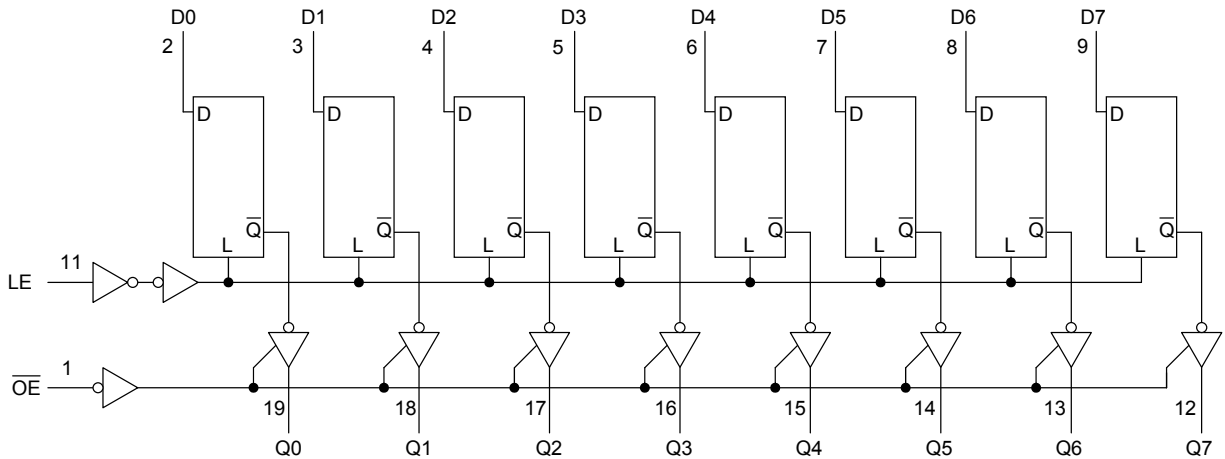 D0 D1 D2 D3 D4 D5 D6 D7
2 3 4 5 6 7 8 9
D D D D D D D D
Q̅ Q̅ Q̅ Q̅ Q̅ Q̅ Q̅ Q̅
L L L L L L L L
11
LE
1
O̅E̅
19 18 17 16 15 14 13 12
Q0 Q1 Q2 Q3 Q4 Q5 Q6 Q7